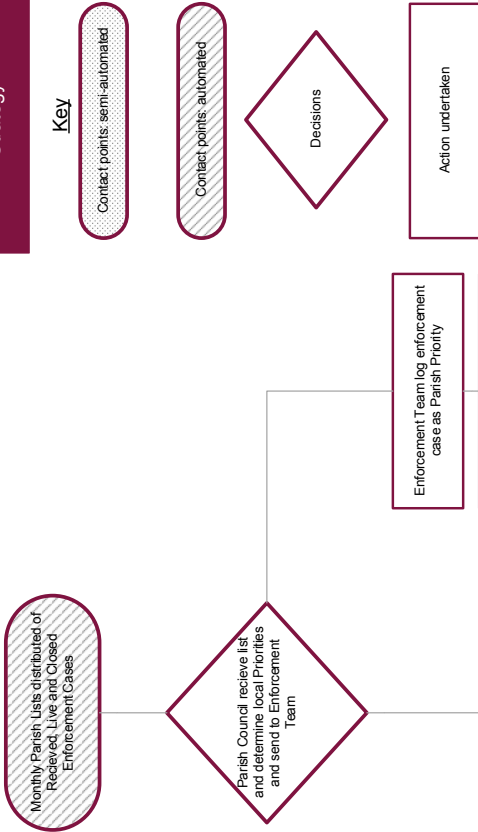 Key
Contact points: semi-automated
Contact points: automated
Decisions
Action undertaken
Monthly Parish Lists distributed of
Recieved, Live and Closed
Enforcement Cases
Parish Council recieve list
and determine local Priorities
and send to Enforcement
Team
Enforcement Team log enforcement
case as Parish Priority